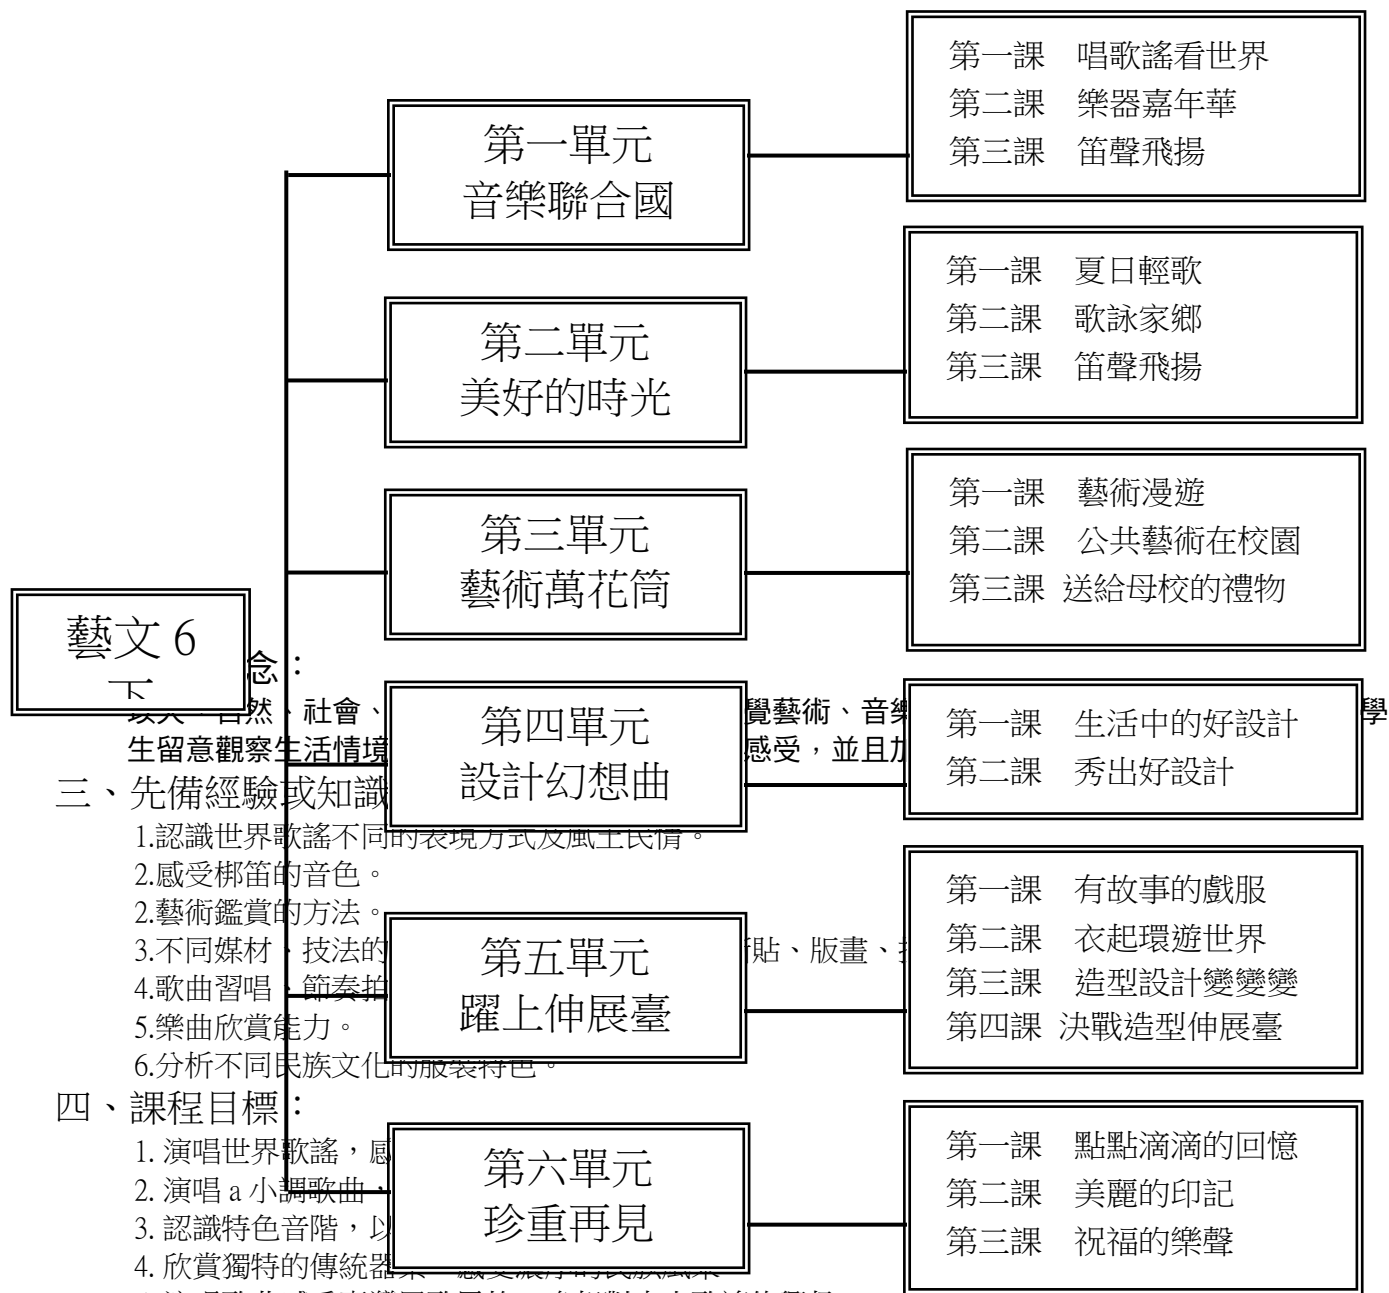 第一單元
音樂聯合國
第一課 唱歌謠看世界
第二課 樂器嘉年華
第三課 笛聲飛揚
第二單元
美好的時光
第一課 夏日輕歌
第二課 歌詠家鄉
第三課 笛聲飛揚
第三單元
藝術萬花筒
第一課 藝術漫遊
第二課 公共藝術在校園
第三課 送給母校的禮物
藝文 6
下
第四單元
設計幻想曲
第一課 生活中的好設計
第二課 秀出好設計
第五單元
躍上伸展臺
第一課 有故事的戲服
第二課 衣起環遊世界
第三課 造型設計變變變
第四課 決戰造型伸展臺
第六單元
珍重再見
第一課 點點滴滴的回憶
第二課 美麗的印記
第三課 祝福的樂聲
念：
自然、社會、 覺藝術、音樂 學
生留意觀察生活情境 感受，並且
三、先備經驗或知識
1.認識世界歌謠不同的表現方式及風土民情。
2.感受梆笛的音色。
2.藝術鑑賞的方法。
3.不同媒材、技法的 貼、版畫、
4.歌曲習唱、節奏拍
5.樂曲欣賞能力。
6.分析不同民族文化的服裝特色。
四、課程目標：
1. 演唱世界歌謠，感
2. 演唱 a 小調歌曲，
3. 認識特色音階，以
4. 欣賞獨特的傳統器